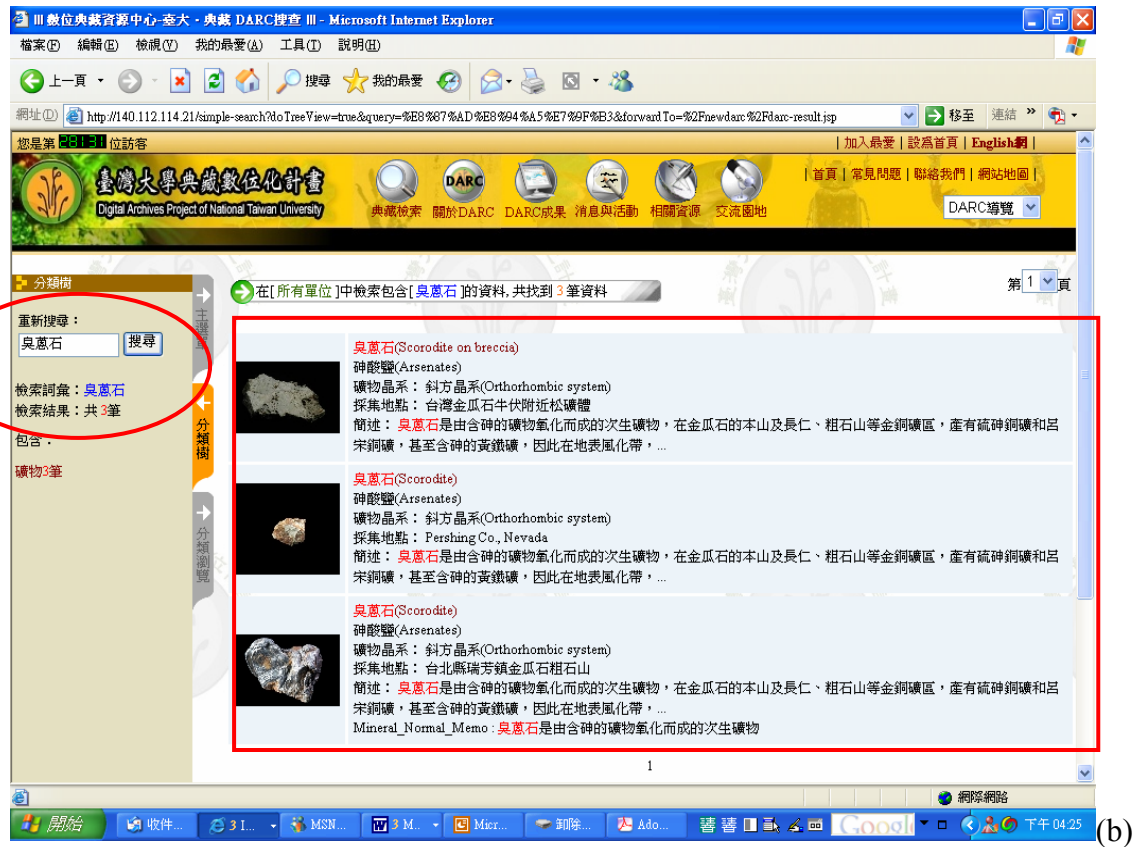 Ⅲ 數位典藏資源中心-臺大‧典藏 DARC搜查 Ⅲ - Microsoft Internet Explorer
檔案(F) 編輯(E) 檢視(V) 我的最愛(A) 工具(T) 說明(H)
上一頁 搜尋 我的最愛
網址(D) http://140.112.114.21/simple-search?doTreeView=true&query=%E8%87%AD%E8%94%A5%E7%9F%B3&forwardTo=%2Fnewdarc%2Fdarc-result.jsp 移至 連結 »
您是第 28131 位訪客 | 加入最愛 | 設為首頁 | English網 |
臺灣大學典藏數位化計畫
Digital Archives Project of National Taiwan University
DARC
典藏檢索 關於DARC DARC成果 消息與活動 相關資源 交流園地
| 首頁 | 常見問題 | 聯絡我們 | 網站地圖 |
DARC導覽
分類樹
重新搜尋：
臭蔥石 搜尋
檢索詞彙：臭蔥石
檢索結果：共 3筆
包含：
礦物3筆
主選單
分類樹
分類瀏覽
在[ 所有單位 ]中檢索包含[ 臭蔥石 ]的資料, 共找到 3 筆資料
第 1 頁
臭蔥石(Scorodite on breccia)
砷酸鹽(Arsenates)
礦物晶系： 斜方晶系(Orthorhombic system)
採集地點： 台灣金瓜石牛伏附近松礦體
簡述： 臭蔥石是由含砷的礦物氧化而成的次生礦物，在金瓜石的本山及長仁、粗石山等金銅礦區，產有硫砷銅礦和呂
宋銅礦，甚至含砷的黃鐵礦，因此在地表風化帶，...
臭蔥石(Scorodite)
砷酸鹽(Arsenates)
礦物晶系： 斜方晶系(Orthorhombic system)
採集地點： Pershing Co., Nevada
簡述： 臭蔥石是由含砷的礦物氧化而成的次生礦物，在金瓜石的本山及長仁、粗石山等金銅礦區，產有硫砷銅礦和呂
宋銅礦，甚至含砷的黃鐵礦，因此在地表風化帶，...
臭蔥石(Scorodite)
砷酸鹽(Arsenates)
礦物晶系： 斜方晶系(Orthorhombic system)
採集地點： 台北縣瑞芳鎮金瓜石粗石山
簡述： 臭蔥石是由含砷的礦物氧化而成的次生礦物，在金瓜石的本山及長仁、粗石山等金銅礦區，產有硫砷銅礦和呂
宋銅礦，甚至含砷的黃鐵礦，因此在地表風化帶，...
Mineral_Normal_Memo : 臭蔥石是由含砷的礦物氧化而成的次生礦物
1
網際網路
開始 收件... 3 I... MSN... 3 M... Micr... 卸除... Ado... 下午 04:25
(b)